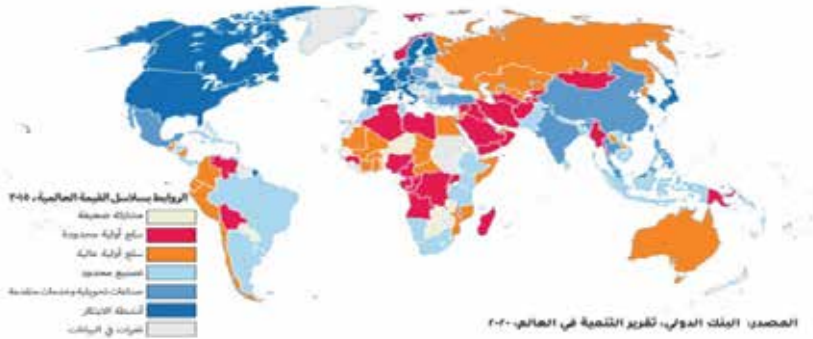 الروابط بسلاسل القيمة العالمية، ٢٠١٥
مشاركة ضعيفة
سلع أولية محدودة
سلع أولية عالية
تصنيع محدود
صناعات تحويلية وخدمات متقدمة
أنشطة الابتكار
ثغرات في البيانات
المصدر: البنك الدولي، تقرير التنمية في العالم، ٢٠٢٠